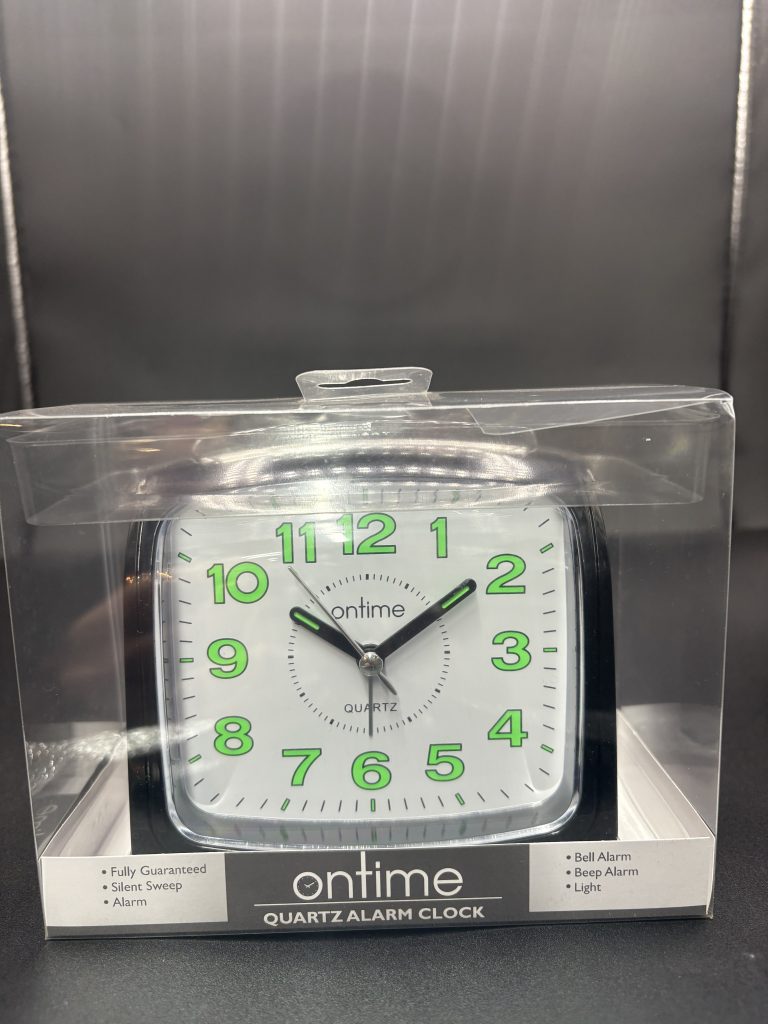 11 12 1
10 2
ontime
9 3
QUARTZ
8 4
7 6 5
• Fully Guaranteed
• Silent Sweep
• Alarm
ontime
QUARTZ ALARM CLOCK
• Bell Alarm
• Beep Alarm
• Light